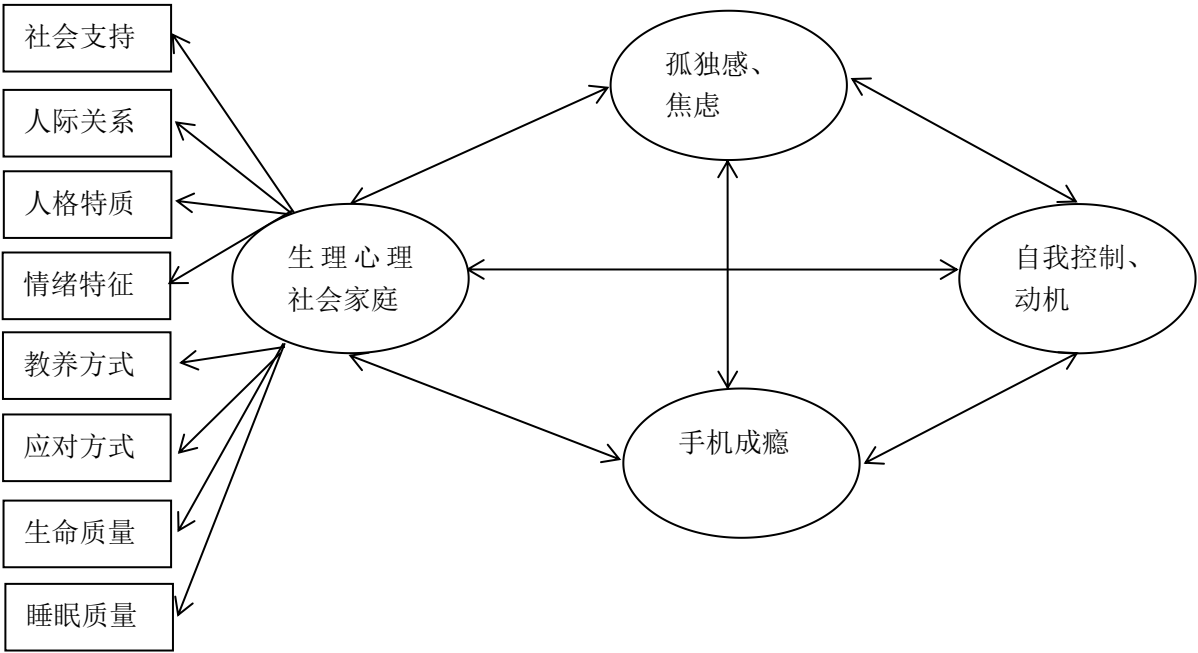 社会支持
人际关系
人格特质
情绪特征
教养方式
应对方式
生命质量
睡眠质量
生理心理
社会家庭
孤独感、
焦虑
手机成瘾
自我控制、
动机